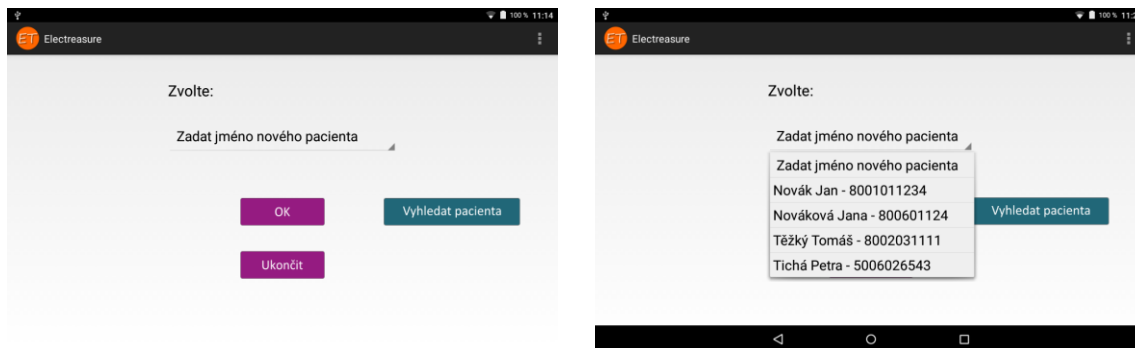 100 % 11:14
ET Electreasure
Zvolte:
Zadat jméno nového pacienta
OK
Vyhledat pacienta
Ukončit
100 %
ET Electreasure
Zvolte:
Zadat jméno nového pacienta
Zadat jméno nového pacienta
Novák Jan - 8001011234
Nováková Jana - 800601124
Těžký Tomáš - 8002031111
Tichá Petra - 5006026543
Vyhledat pacienta